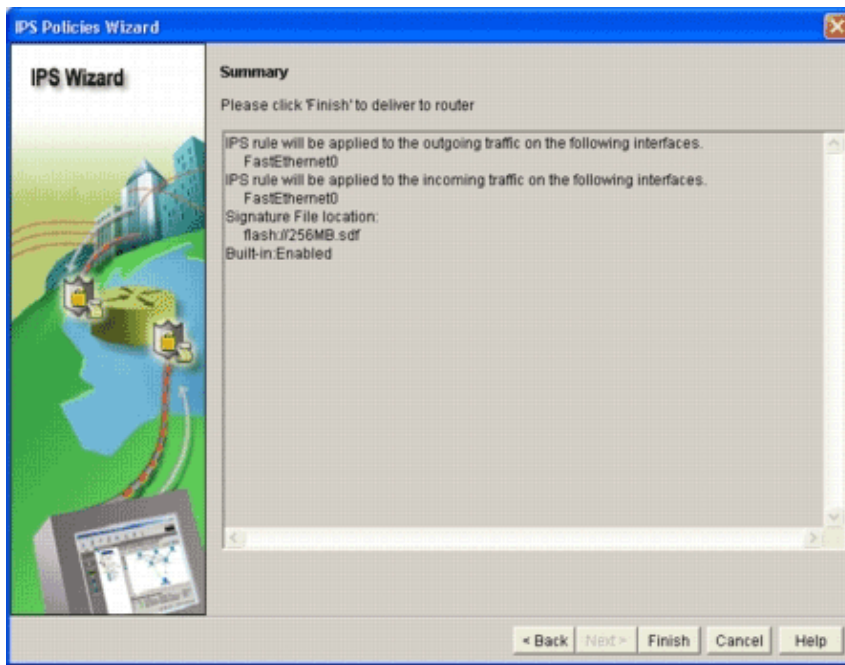 IPS Policies Wizard
IPS Wizard
Summary
Please click 'Finish' to deliver to router
IPS rule will be applied to the outgoing traffic on the following interfaces.
FastEthernet0
IPS rule will be applied to the incoming traffic on the following interfaces.
FastEthernet0
Signature File location:
flash://256MB.sdf
Built-in:Enabled
< Back Next > Finish Cancel Help